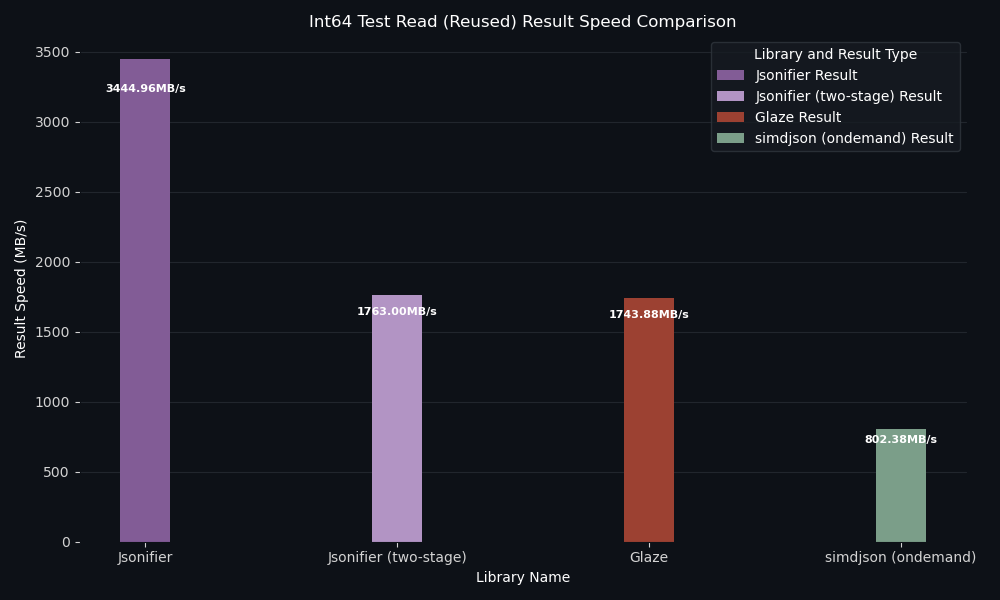 Int64 Test Read (Reused) Result Speed Comparison
Library and Result Type
Jsonifier Result
Jsonifier (two-stage) Result
Glaze Result
simdjson (ondemand) Result
Result Speed (MB/s)
3500
3000
2500
2000
1500
1000
500
0
3444.96MB/s
1763.00MB/s
1743.88MB/s
802.38MB/s
Jsonifier
Jsonifier (two-stage)
Glaze
simdjson (ondemand)
Library Name